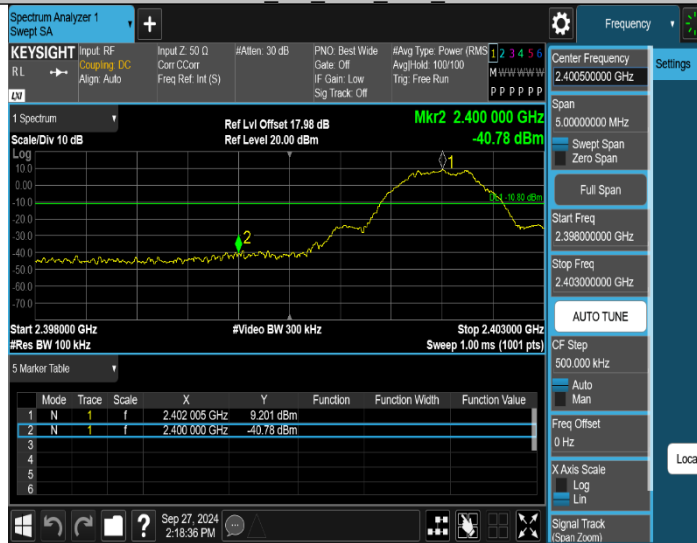 Spectrum Analyzer 1
Swept SA
+
Frequency
KEYSIGHT
RL
LXI
Input: RF
Coupling: DC
Align: Auto
Input Z: 50 Ω
Corr CCorr
Freq Ref: Int (S)
#Atten: 30 dB
PNO: Best Wide
Gate: Off
IF Gain: Low
Sig Track: Off
#Avg Type: Power (RMS
Avg|Hold: 100/100
Trig: Free Run
1 2 3 4 5 6
M W W W W W
P P P P P P
1 Spectrum
Scale/Div 10 dB
Ref Lvl Offset 17.98 dB
Ref Level 20.00 dBm
Mkr2 2.400 000 GHz
-40.78 dBm
Log
10.0
0.00
-10.0
-20.0
-30.0
-40.0
-50.0
-60.0
-70.0
1
2
DL1 -10.80 dBm
Start 2.398000 GHz
#Res BW 100 kHz
#Video BW 300 kHz
Stop 2.403000 GHz
Sweep 1.00 ms (1001 pts)
5 Marker Table
Mode Trace Scale X Y Function Function Width Function Value
1 N 1 f 2.402 005 GHz 9.201 dBm
2 N 1 f 2.400 000 GHz -40.78 dBm
3
4
5
6
?
Sep 27, 2024
2:18:36 PM
Center Frequency
2.400500000 GHz
Settings
Span
5.00000000 MHz
Swept Span
Zero Span
Full Span
Start Freq
2.398000000 GHz
Stop Freq
2.403000000 GHz
AUTO TUNE
CF Step
500.000 kHz
Auto
Man
Freq Offset
0 Hz
Loca
X Axis Scale
Log
Lin
Signal Track
(Span Zoom)